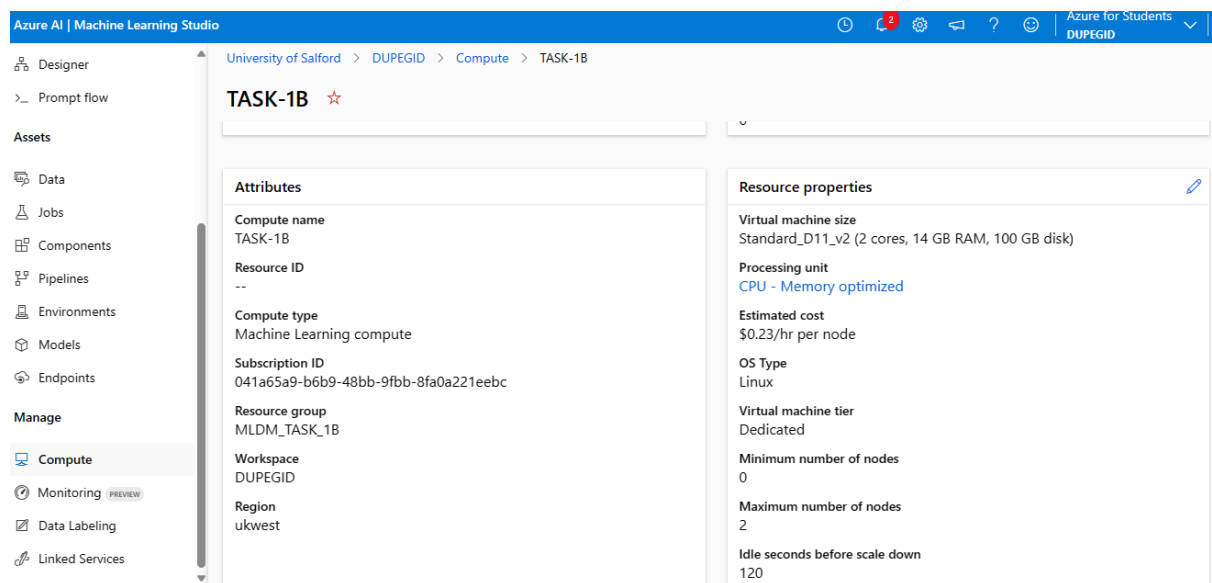 Azure AI | Machine Learning Studio
2
Azure for Students
DUPEGID
Designer
Prompt flow
Assets
Data
Jobs
Components
Pipelines
Environments
Models
Endpoints
Manage
Compute
Monitoring PREVIEW
Data Labeling
Linked Services
University of Salford > DUPEGID > Compute > TASK-1B
TASK-1B
Attributes
Compute name
TASK-1B
Resource ID
--
Compute type
Machine Learning compute
Subscription ID
041a65a9-b6b9-48bb-9fbb-8fa0a221eebc
Resource group
MLDM_TASK_1B
Workspace
DUPEGID
Region
ukwest
Resource properties
Virtual machine size
Standard_D11_v2 (2 cores, 14 GB RAM, 100 GB disk)
Processing unit
CPU - Memory optimized
Estimated cost
$0.23/hr per node
OS Type
Linux
Virtual machine tier
Dedicated
Minimum number of nodes
0
Maximum number of nodes
2
Idle seconds before scale down
120